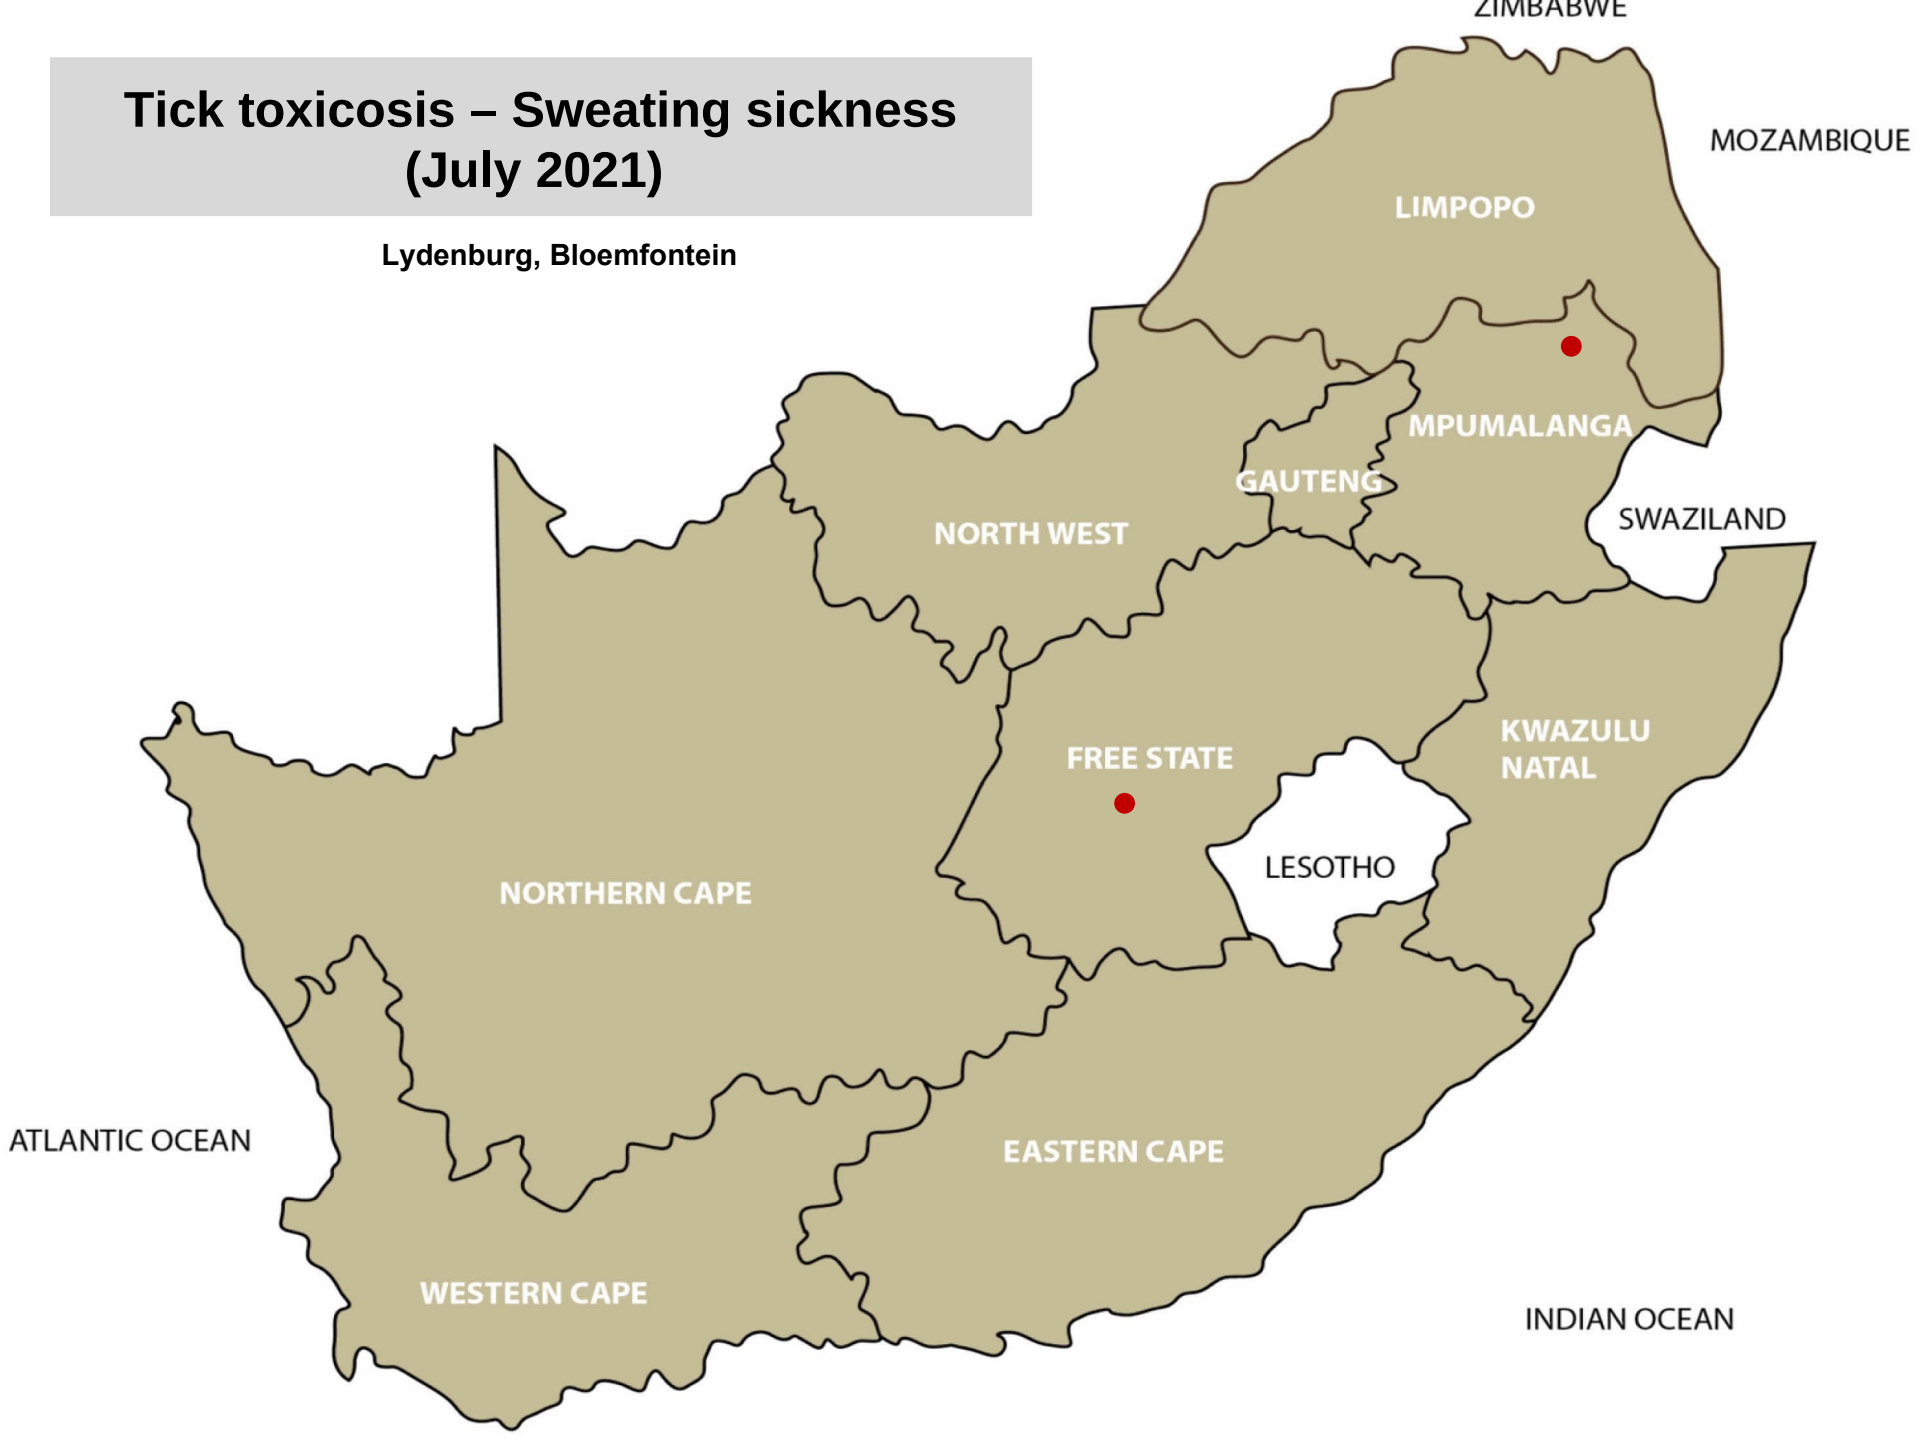 ZIMBABWE
Tick toxicosis – Sweating sickness
(July 2021)
MOZAMBIQUE
LIMPOPO
Lydenburg, Bloemfontein
MPUMALANGA
GAUTENG
SWAZILAND
NORTH WEST
KWAZULU
NATAL
FREE STATE
LESOTHO
NORTHERN CAPE
ATLANTIC OCEAN
EASTERN CAPE
WESTERN CAPE
INDIAN OCEAN